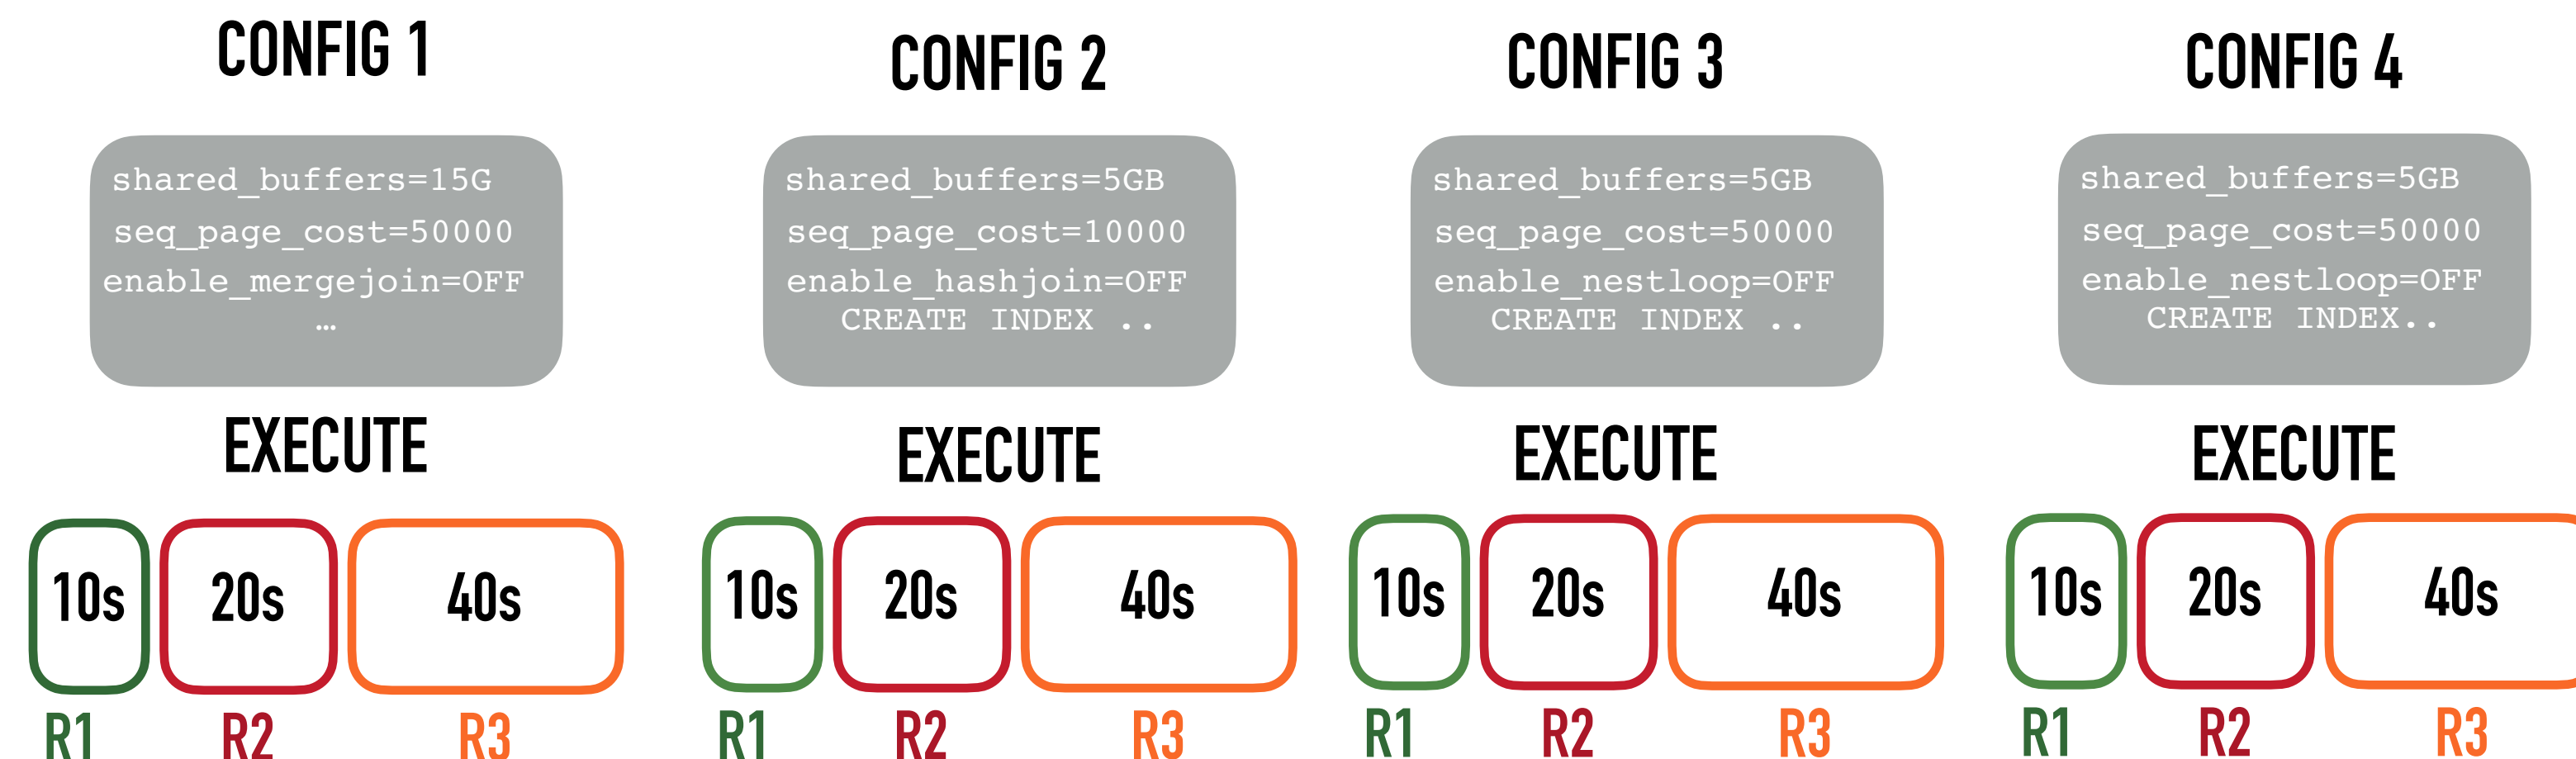 CONFIG 1
shared_buffers=15G
seq_page_cost=50000
enable_mergejoin=OFF
…
EXECUTE
10s 20s 40s
R1 R2 R3
CONFIG 2
shared_buffers=5GB
seq_page_cost=10000
enable_hashjoin=OFF
CREATE INDEX ..
EXECUTE
10s 20s 40s
R1 R2 R3
CONFIG 3
shared_buffers=5GB
seq_page_cost=50000
enable_nestloop=OFF
CREATE INDEX ..
EXECUTE
10s 20s 40s
R1 R2 R3
CONFIG 4
shared_buffers=5GB
seq_page_cost=50000
enable_nestloop=OFF
CREATE INDEX..
EXECUTE
10s 20s 40s
R1 R2 R3